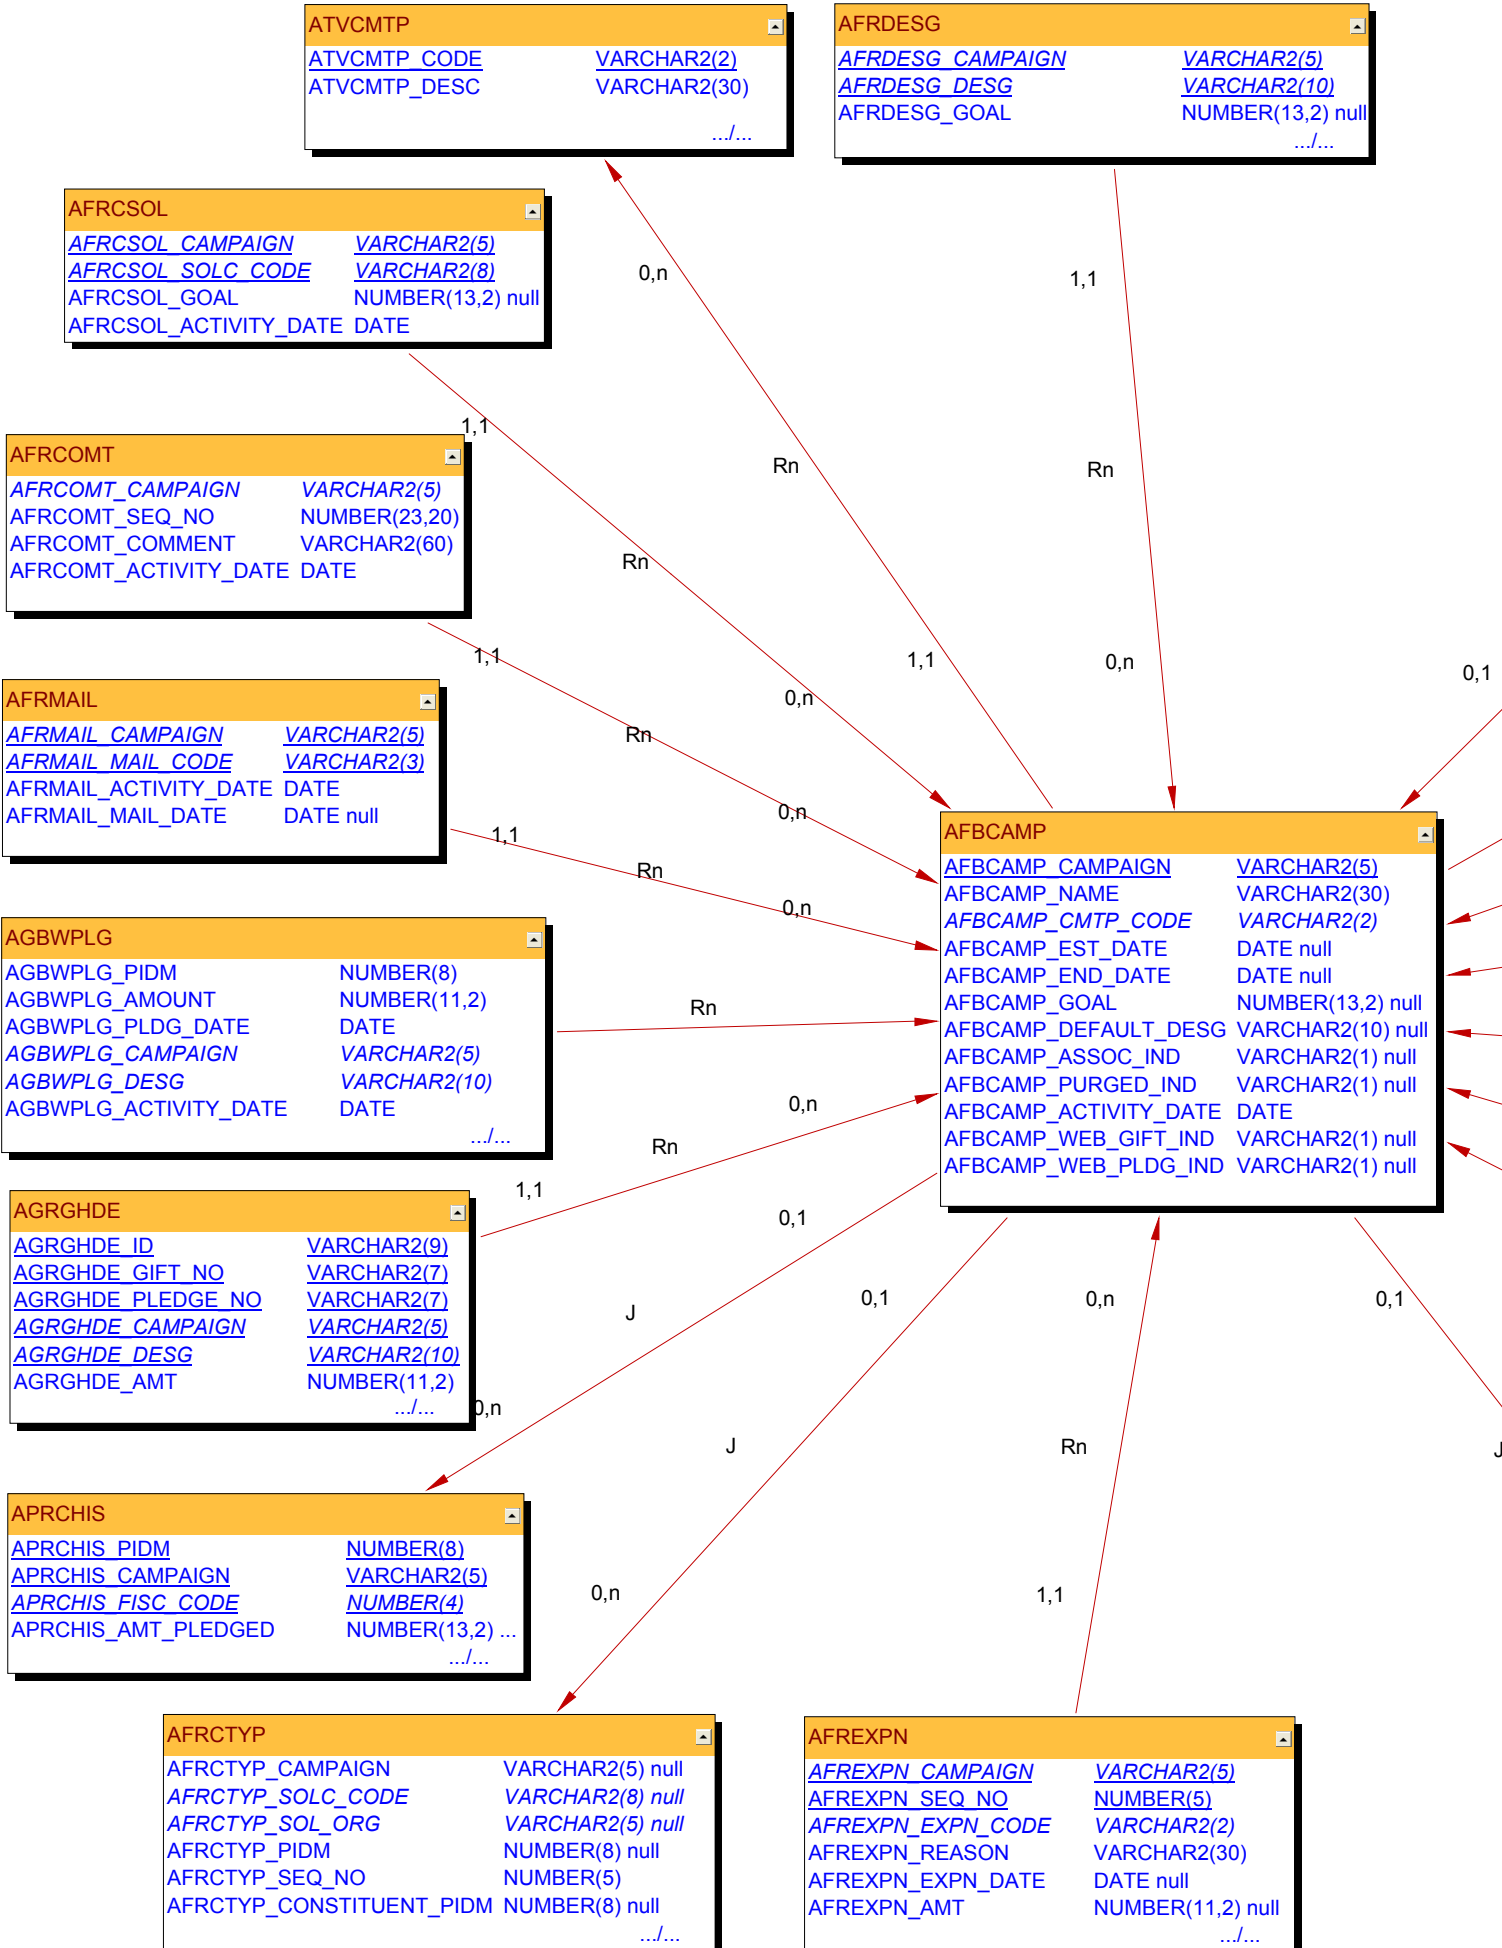 ATVCMTP
ATVCMTP_CODE VARCHAR2(2)
ATVCMTP_DESC VARCHAR2(30)
.../...
AFRDESG
AFRDESG_CAMPAIGN VARCHAR2(5)
AFRDESG_DESG VARCHAR2(10)
AFRDESG_GOAL NUMBER(13,2) null
.../...
AFRCSOL
AFRCSOL_CAMPAIGN VARCHAR2(5)
AFRCSOL_SOLC_CODE VARCHAR2(8)
AFRCSOL_GOAL NUMBER(13,2) null
AFRCSOL_ACTIVITY_DATE DATE
0,n
1,1
1,1
AFRCOMT
AFRCOMT_CAMPAIGN VARCHAR2(5)
AFRCOMT_SEQ_NO NUMBER(23,20)
AFRCOMT_COMMENT VARCHAR2(60)
AFRCOMT_ACTIVITY_DATE DATE
Rn
Rn
Rn
1,1
1,1
0,n
0,1
AFRMAIL
AFRMAIL_CAMPAIGN VARCHAR2(5)
AFRMAIL_MAIL_CODE VARCHAR2(3)
AFRMAIL_ACTIVITY_DATE DATE
AFRMAIL_MAIL_DATE DATE null
0,n
Rn
0,n
1,1
Rn
0,n
AFBCAMP
AFBCAMP_CAMPAIGN VARCHAR2(5)
AFBCAMP_NAME VARCHAR2(30)
AFBCAMP_CMTP_CODE VARCHAR2(2)
AFBCAMP_EST_DATE DATE null
AFBCAMP_END_DATE DATE null
AFBCAMP_GOAL NUMBER(13,2) null
AFBCAMP_DEFAULT_DESG VARCHAR2(10) null
AFBCAMP_ASSOC_IND VARCHAR2(1) null
AFBCAMP_PURGED_IND VARCHAR2(1) null
AFBCAMP_ACTIVITY_DATE DATE
AFBCAMP_WEB_GIFT_IND VARCHAR2(1) null
AFBCAMP_WEB_PLDG_IND VARCHAR2(1) null
AGBWPLG
AGBWPLG_PIDM NUMBER(8)
AGBWPLG_AMOUNT NUMBER(11,2)
AGBWPLG_PLDG_DATE DATE
AGBWPLG_CAMPAIGN VARCHAR2(5)
AGBWPLG_DESG VARCHAR2(10)
AGBWPLG_ACTIVITY_DATE DATE
.../...
Rn
0,n
Rn
1,1
AGRGHDE
AGRGHDE_ID VARCHAR2(9)
AGRGHDE_GIFT_NO VARCHAR2(7)
AGRGHDE_PLEDGE_NO VARCHAR2(7)
AGRGHDE_CAMPAIGN VARCHAR2(5)
AGRGHDE_DESG VARCHAR2(10)
AGRGHDE_AMT NUMBER(11,2)
.../...
0,1
J
0,n
0,1
0,n
0,1
J
Rn
J
APRCHIS
APRCHIS_PIDM NUMBER(8)
APRCHIS_CAMPAIGN VARCHAR2(5)
APRCHIS_FISC_CODE NUMBER(4)
APRCHIS_AMT_PLEDGED NUMBER(13,2) ...
.../...
0,n
1,1
AFRCTYP
AFRCTYP_CAMPAIGN VARCHAR2(5) null
AFRCTYP_SOLC_CODE VARCHAR2(8) null
AFRCTYP_SOL_ORG VARCHAR2(5) null
AFRCTYP_PIDM NUMBER(8) null
AFRCTYP_SEQ_NO NUMBER(5)
AFRCTYP_CONSTITUENT_PIDM NUMBER(8) null
.../...
AFREXPN
AFREXPN_CAMPAIGN VARCHAR2(5)
AFREXPN_SEQ_NO NUMBER(5)
AFREXPN_EXPN_CODE VARCHAR2(2)
AFREXPN_REASON VARCHAR2(30)
AFREXPN_EXPN_DATE DATE null
AFREXPN_AMT NUMBER(11,2) null
.../...